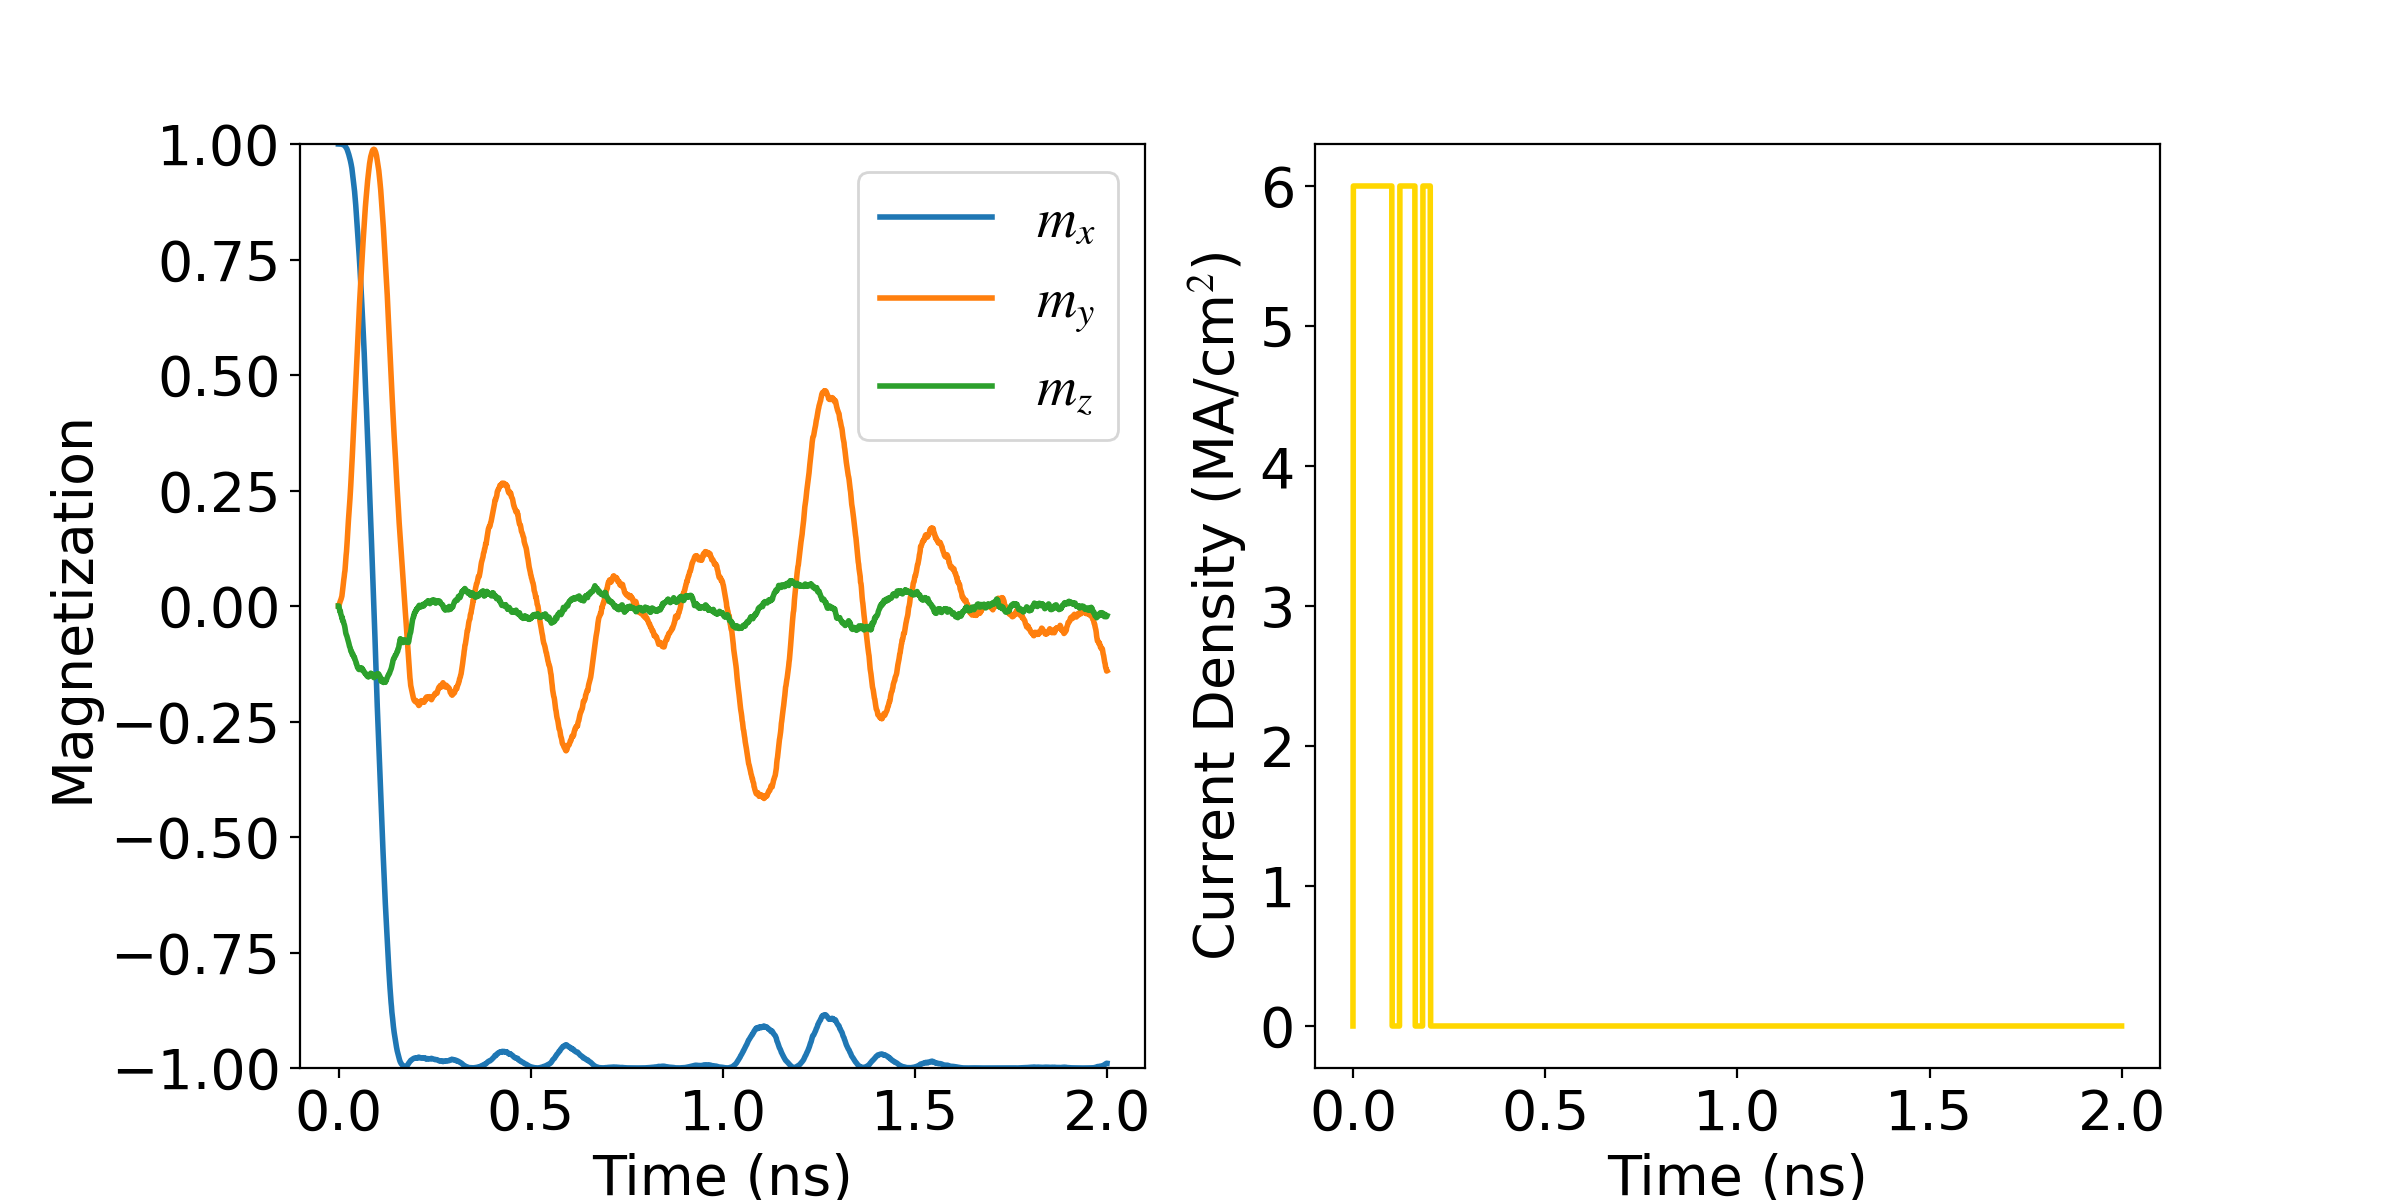 1.00
0.75
0.50
0.25
0.00
−0.25
−0.50
−0.75
−1.00
Magnetization
0.0 0.5 1.0 1.5 2.0
Time (ns)
m_x
m_y
m_z
6
5
4
3
2
1
0
Current Density (MA/cm²)
0.0 0.5 1.0 1.5 2.0
Time (ns)